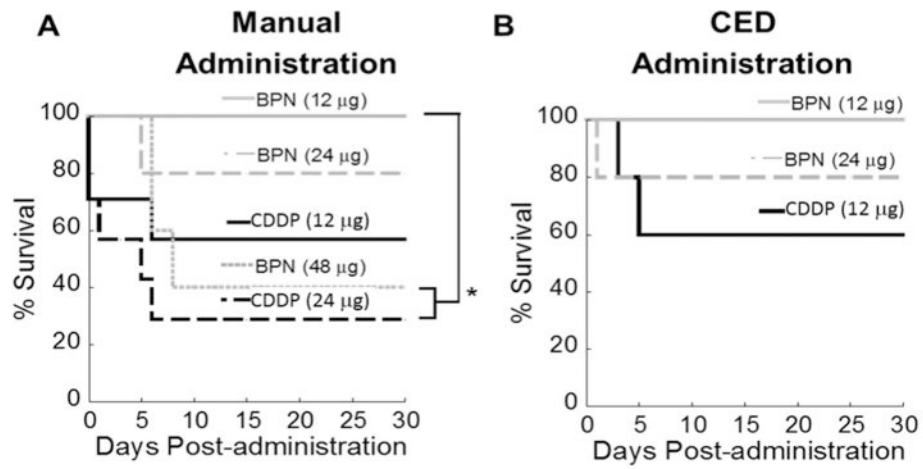 A
Manual
Administration
BPN (12 µg)
BPN (24 µg)
CDDP (12 µg)
BPN (48 µg)
CDDP (24 µg)
*
% Survival
100
80
60
40
20
0
0 5 10 15 20 25 30
Days Post-administration
B
CED
Administration
BPN (12 µg)
BPN (24 µg)
CDDP (12 µg)
% Survival
100
80
60
40
20
0
0 5 10 15 20 25 30
Days Post-administration